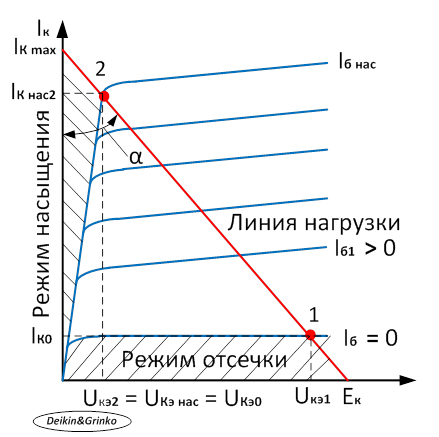 Iк
Iк max
2
Iб нас
Iк нас2
Режим насыщения
α
Линия нагрузки
Iб1 > 0
1
Iк0
Iб = 0
Режим отсечки
Uкэ2 = Uкэ нас = Uкэ0
Uкэ1
Eк
Deikin&Grinko